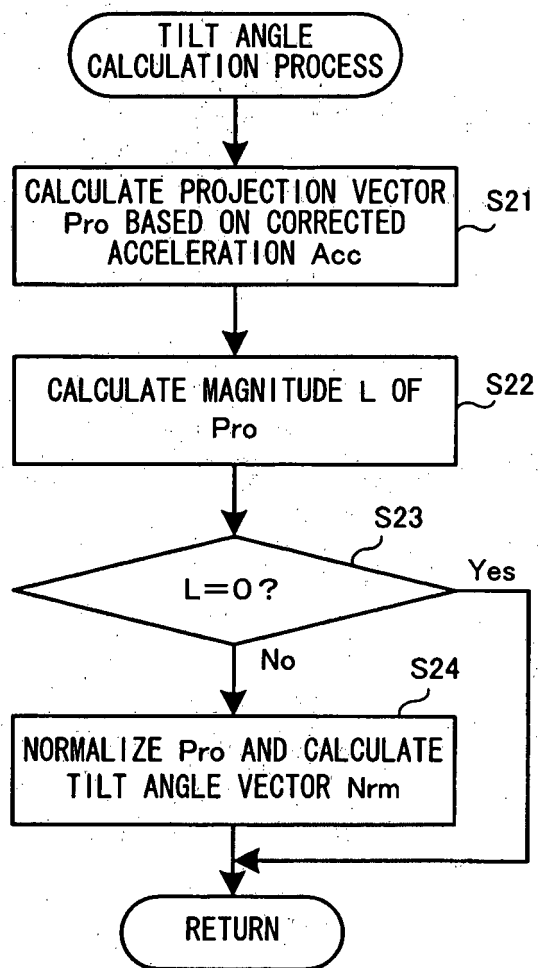 TILT ANGLE
CALCULATION PROCESS
CALCULATE PROJECTION VECTOR
Pro BASED ON CORRECTED
ACCELERATION Acc
S21
CALCULATE MAGNITUDE L OF
Pro
S22
S23
L=0?
Yes
No
S24
NORMALIZE Pro AND CALCULATE
TILT ANGLE VECTOR Nrm
RETURN